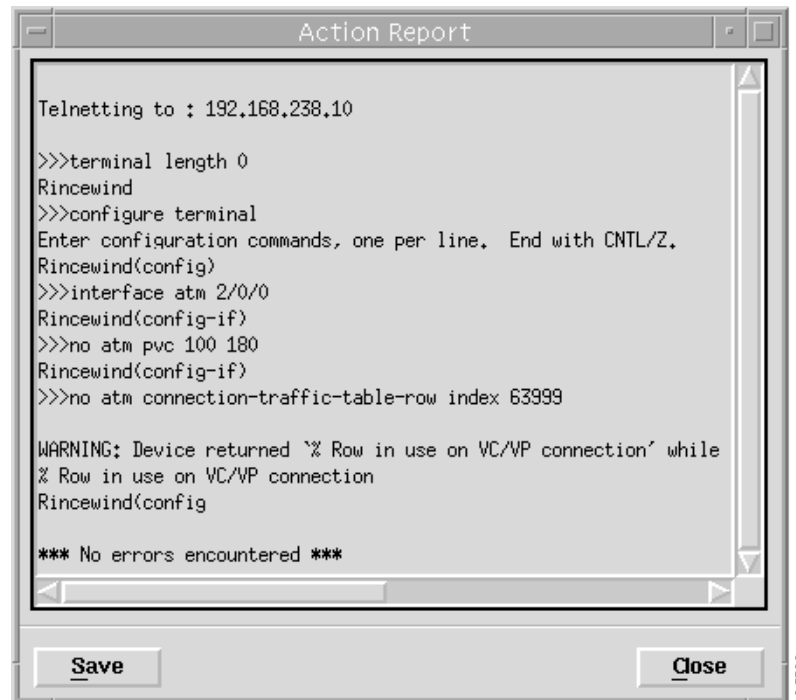 Action Report
Telnetting to : 192.168.238.10
>>>terminal length 0
Rincewind
>>>configure terminal
Enter configuration commands, one per line.  End with CNTL/Z.
Rincewind(config)
>>>interface atm 2/0/0
Rincewind(config-if)
>>>no atm pvc 100 180
Rincewind(config-if)
>>>no atm connection-traffic-table-row index 63999
WARNING: Device returned `% Row in use on VC/VP connection' while
% Row in use on VC/VP connection
Rincewind(config
*** No errors encountered ***
Save
Close